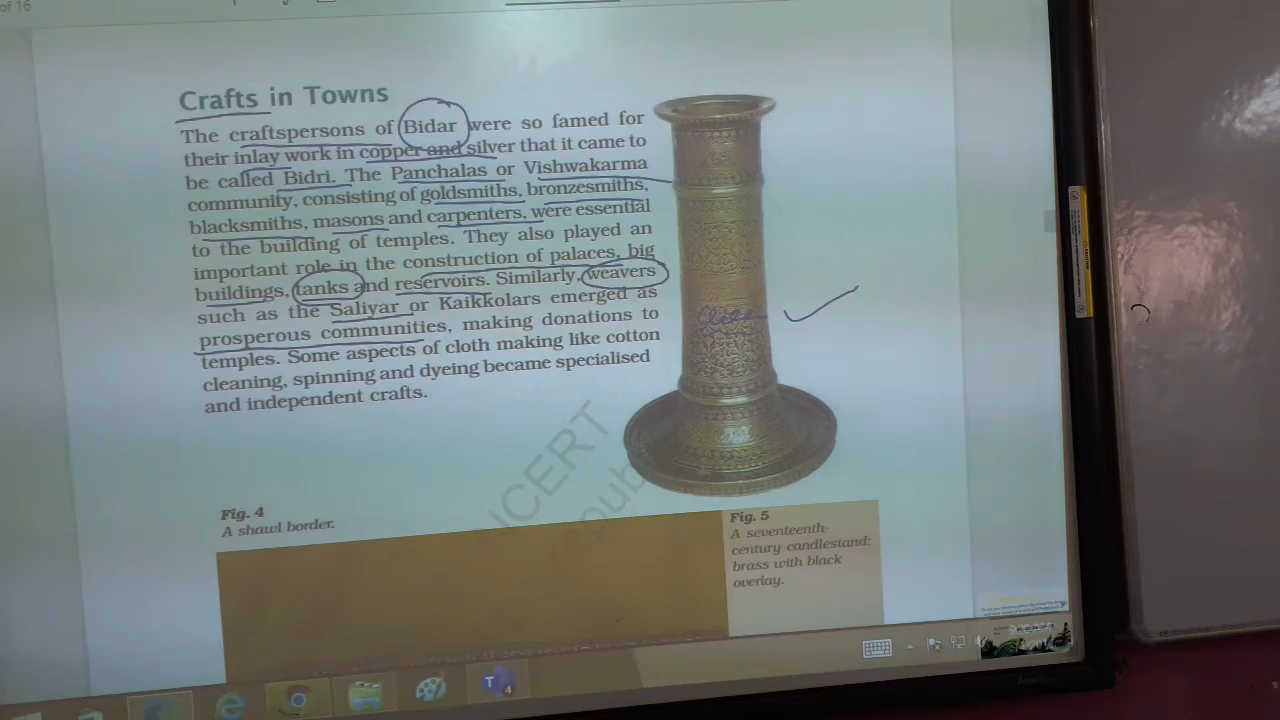 of 16
Crafts in Towns
The craftspersons of Bidar were so famed for
their inlay work in copper and silver that it came to
be called Bidri. The Panchalas or Vishwakarma
community, consisting of goldsmiths, bronzesmiths,
blacksmiths, masons and carpenters, were essential
to the building of temples. They also played an
important role in the construction of palaces, big
buildings, tanks and reservoirs. Similarly, weavers
such as the Saliyar or Kaikkolars emerged as
prosperous communities, making donations to
temples. Some aspects of cloth making like cotton
cleaning, spinning and dyeing became specialised
and independent crafts.
NCERT
Fig. 4
A shawl border.
Fig. 5
A seventeenth-
century candlestand;
brass with black
overlay.
T
4